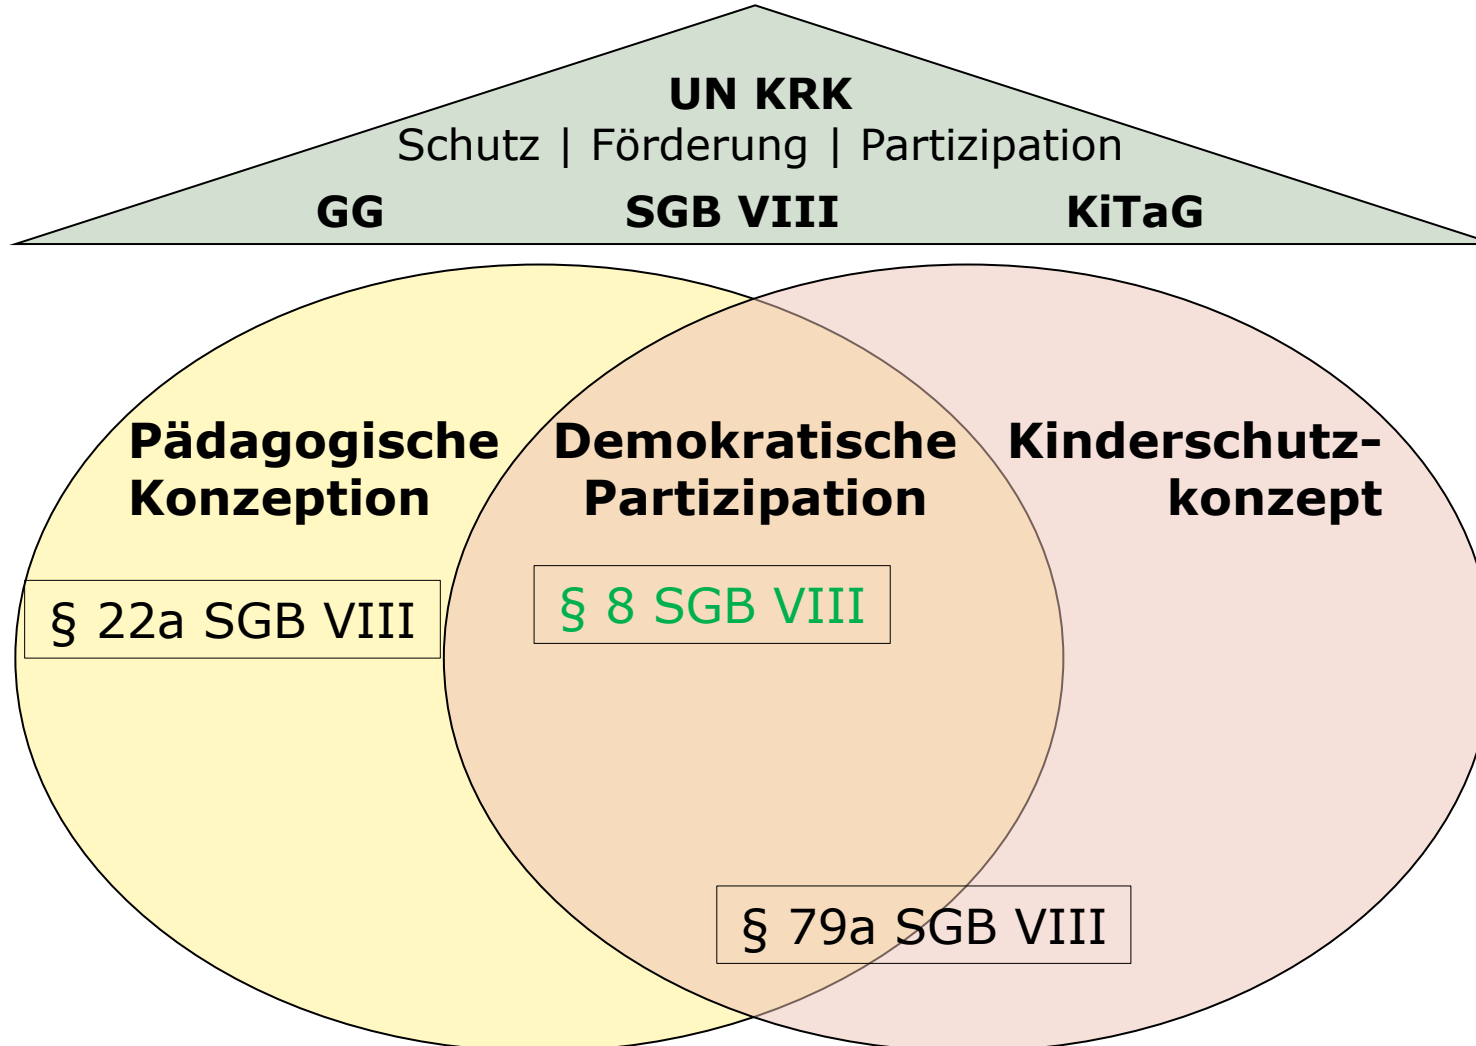 UN KRK
Schutz | Förderung | Partizipation
GG SGB VIII KiTaG
Pädagogische
Konzeption
Demokratische
Partizipation
Kinderschutz–
konzept
§ 22a SGB VIII
§ 8 SGB VIII
§ 79a SGB VIII